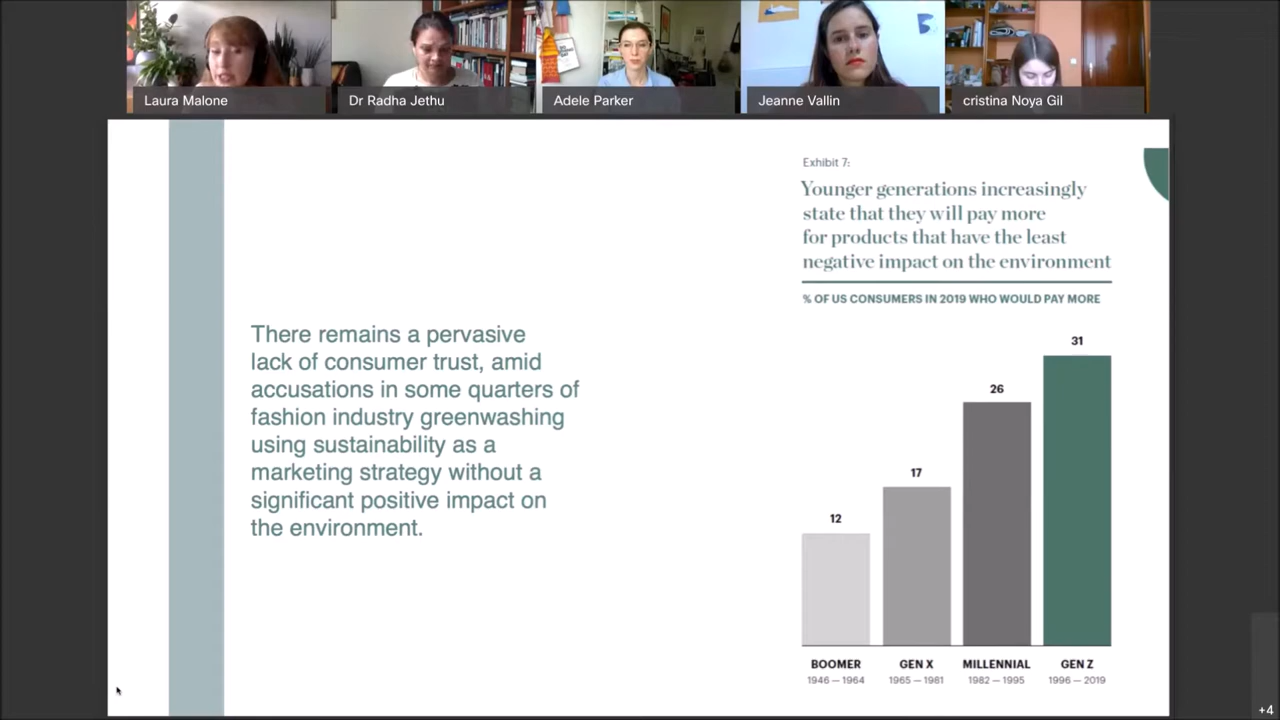 Laura Malone
Dr Radha Jethu
Adele Parker
Jeanne Vallin
cristina Noya Gil
There remains a pervasive
lack of consumer trust, amid
accusations in some quarters of
fashion industry greenwashing
using sustainability as a
marketing strategy without a
significant positive impact on
the environment.
Exhibit 7:
Younger generations increasingly
state that they will pay more
for products that have the least
negative impact on the environment
% OF US CONSUMERS IN 2019 WHO WOULD PAY MORE
12
17
26
31
BOOMER
1946 — 1964
GEN X
1965 — 1981
MILLENNIAL
1982 — 1995
GEN Z
1996 — 2019
+4